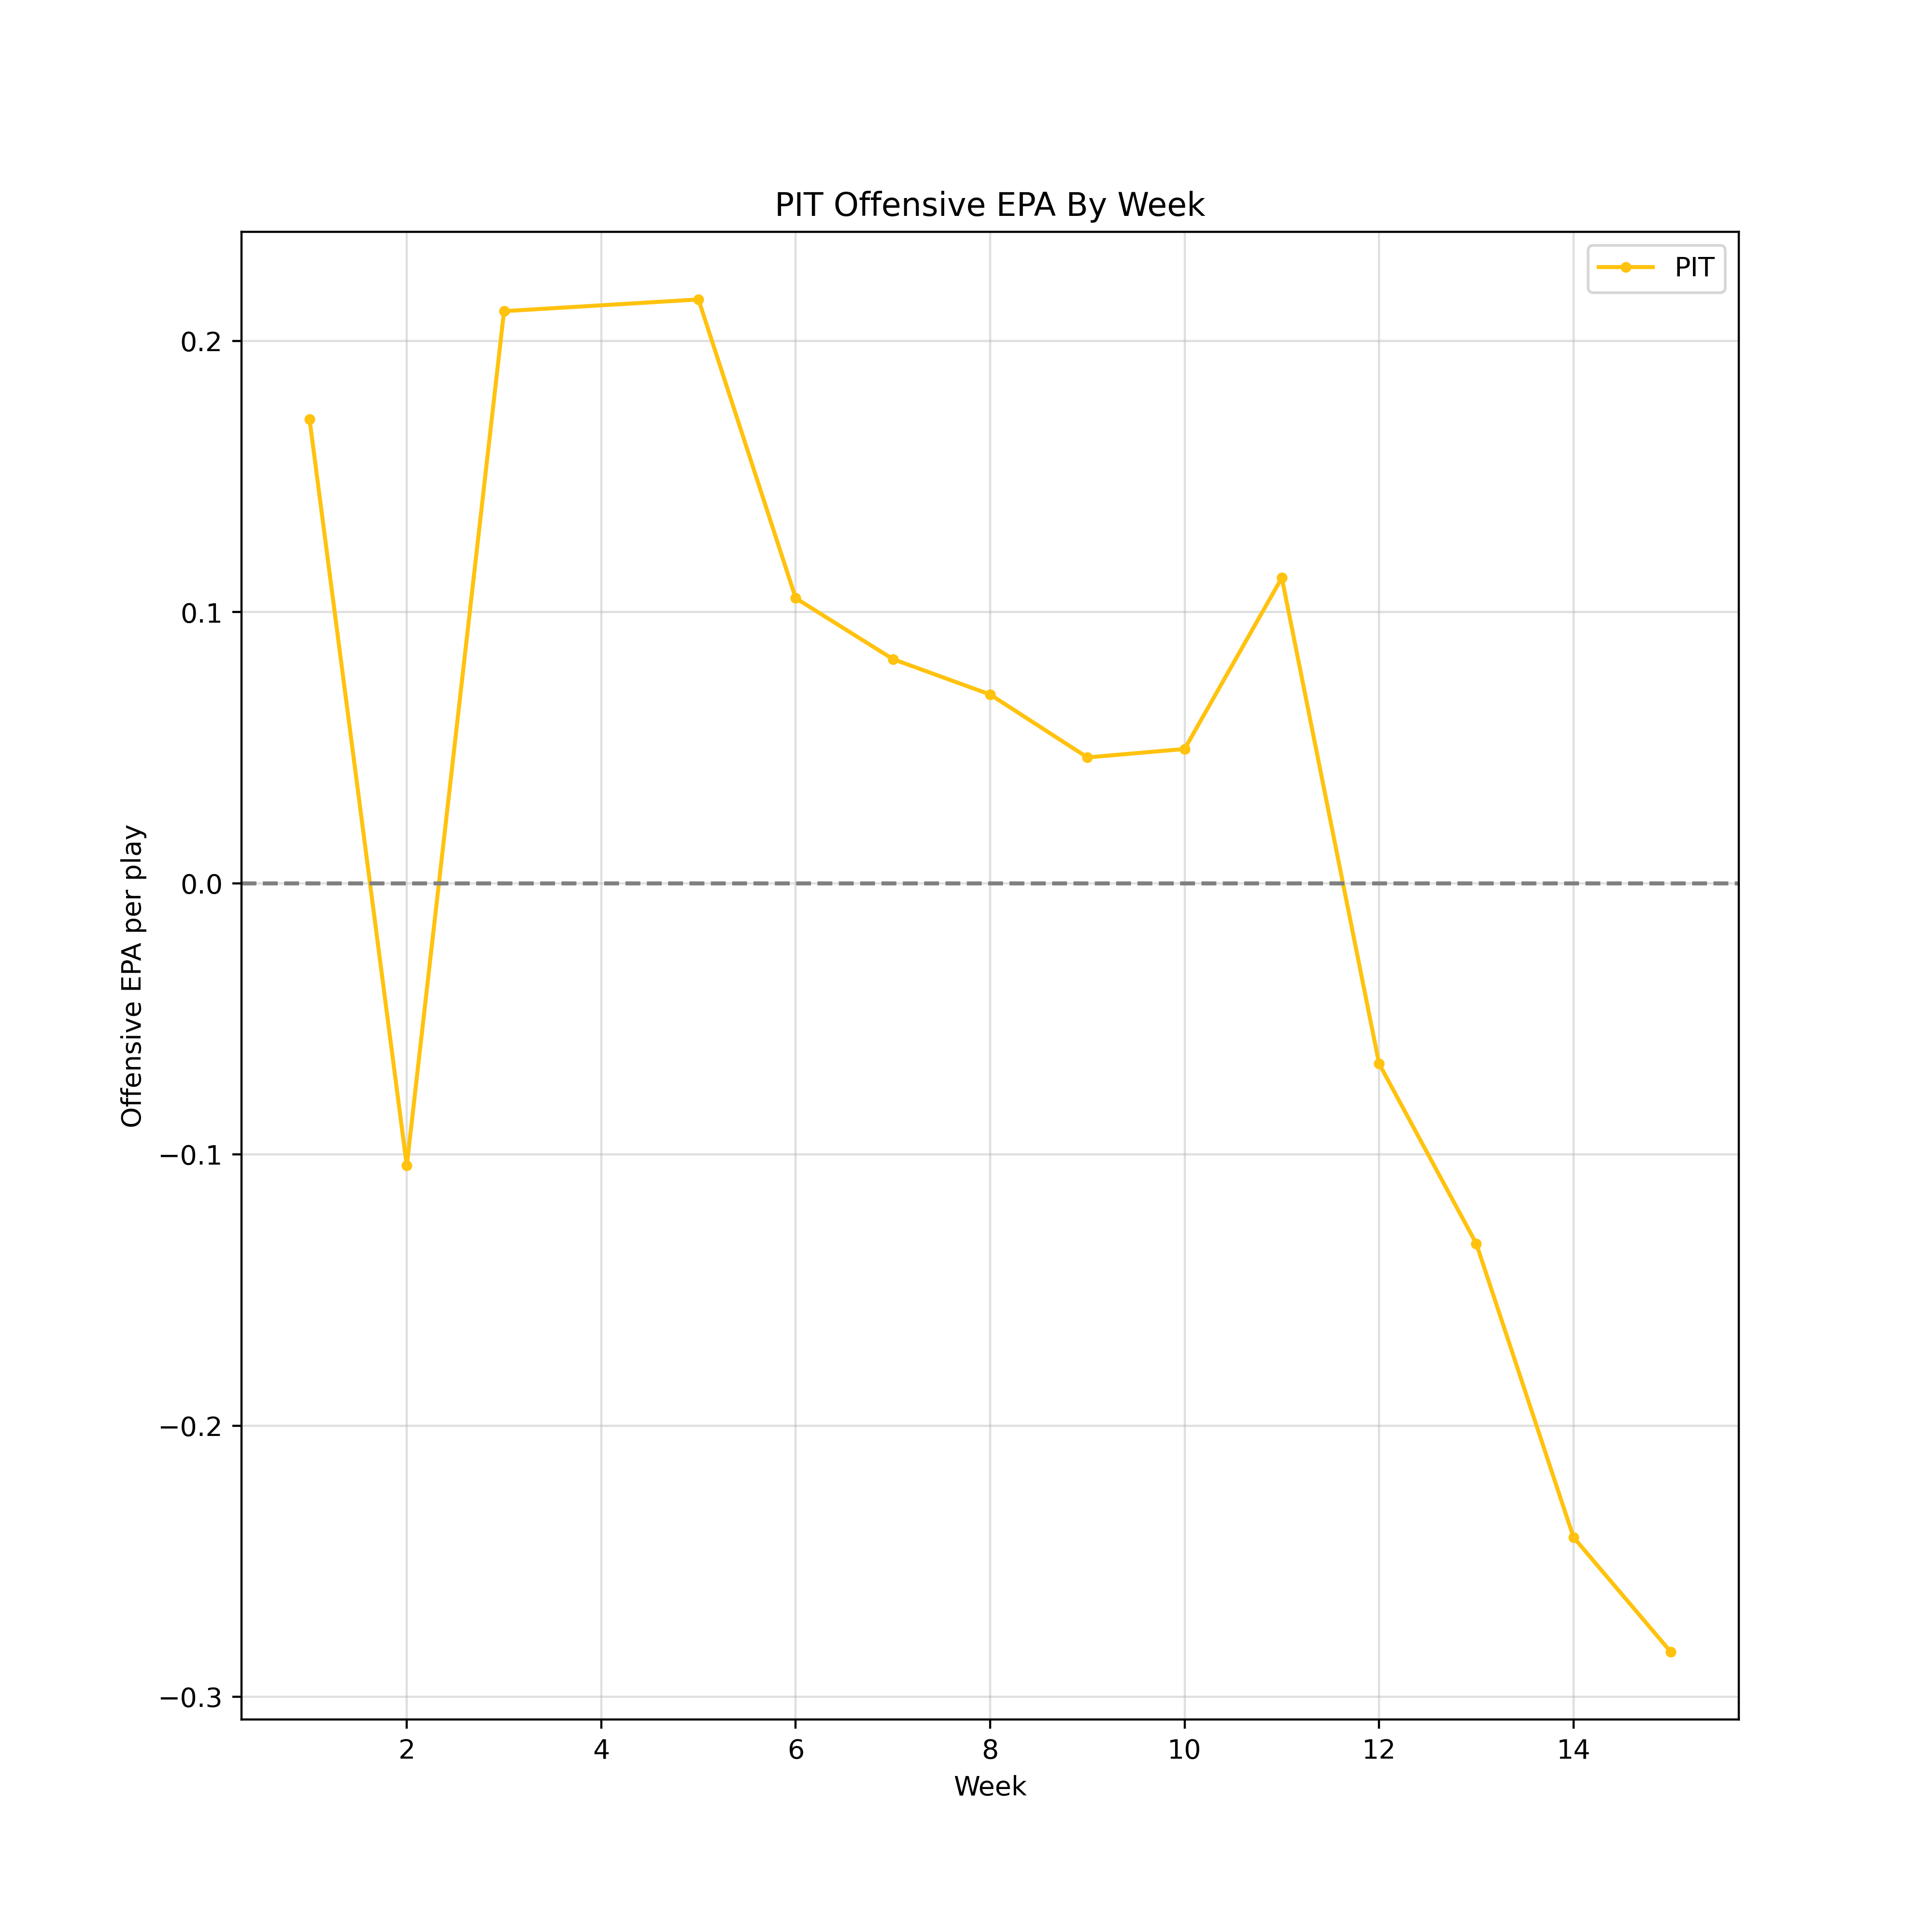 PIT Offensive EPA By Week
PIT
Offensive EPA per play
0.2
0.1
0.0
−0.1
−0.2
−0.3
2 4 6 8 10 12 14
Week